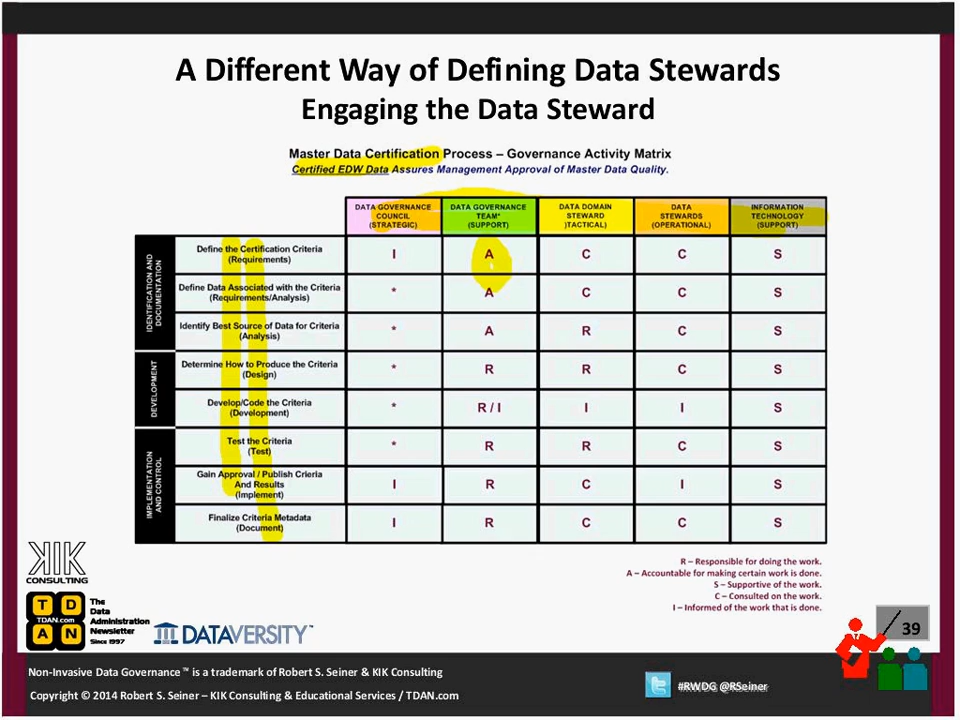 A Different Way of Defining Data Stewards
Engaging the Data Steward
Master Data Certification Process – Governance Activity Matrix
Certified EDW Data Assures Management Approval of Master Data Quality.
DATA GOVERNANCE COUNCIL (STRATEGIC)
DATA GOVERNANCE TEAM* (SUPPORT)
DATA DOMAIN STEWARD )TACTICAL)
DATA STEWARDS (OPERATIONAL)
INFORMATION TECHNOLOGY (SUPPORT)
IDENTIFICATION AND DOCUMENTATION
Define the Certification Criteria (Requirements) I A C C S
Define Data Associated with the Criteria (Requirements/Analysis) * A C C S
Identify Best Source of Data for Criteria (Analysis) * A R C S
DEVELOPMENT
Determine How to Produce the Criteria (Design) * R R C S
Develop/Code the Criteria (Development) * R / I I I S
IMPLEMENTATION AND CONTROL
Test the Criteria (Test) * R R C S
Gain Approval / Publish Crieria And Results (Implement) I R C I S
Finalize Criteria Metadata (Document) I R C C S
R – Responsible for doing the work.
A – Accountable for making certain work is done.
S – Supportive of the work.
C – Consulted on the work.
I – Informed of the work that is done.
KIK
CONSULTING
T D
TDAN.com
A N
The
Data
Administration
Newsletter
Since 1997
DATAVERSITY™
39
Non-Invasive Data Governance™ is a trademark of Robert S. Seiner & KIK Consulting
Copyright © 2014 Robert S. Seiner – KIK Consulting & Educational Services / TDAN.com
#RWDG @RSeiner